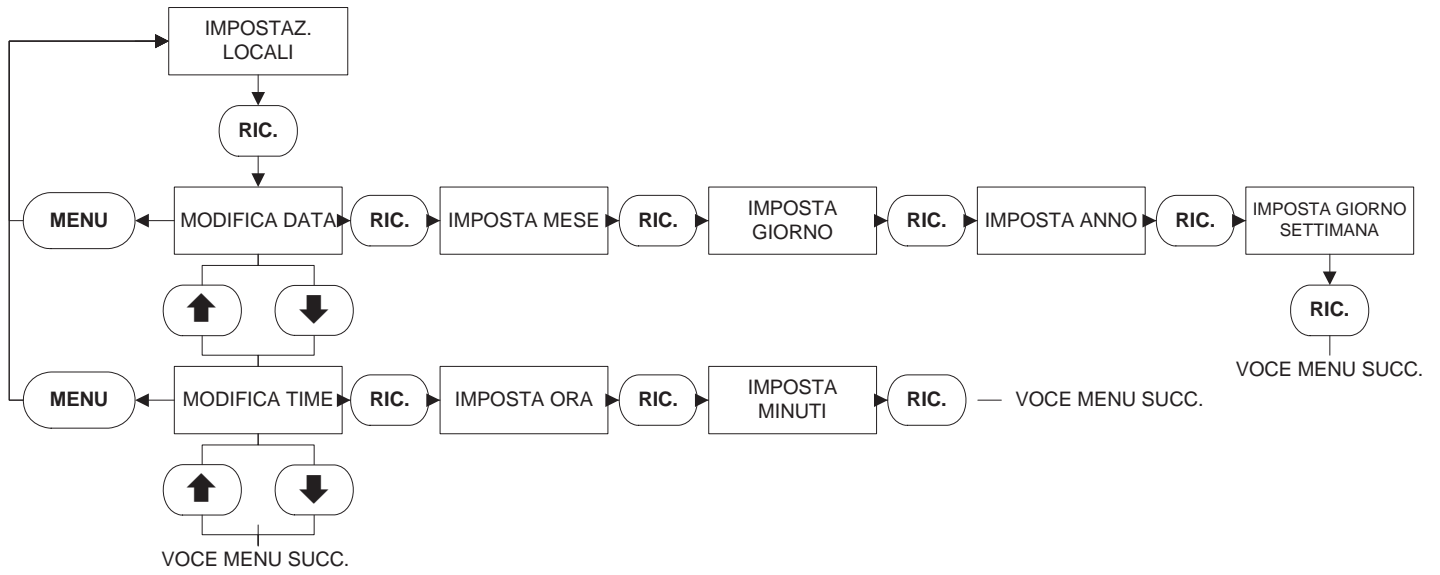 IMPOSTAZ.
LOCALI
RIC.
MENU
MODIFICA DATA
RIC.
IMPOSTA MESE
RIC.
IMPOSTA
GIORNO
RIC.
IMPOSTA ANNO
RIC.
IMPOSTA GIORNO
SETTIMANA
RIC.
VOCE MENU SUCC.
MENU
MODIFICA TIME
RIC.
IMPOSTA ORA
RIC.
IMPOSTA
MINUTI
RIC.
VOCE MENU SUCC.
VOCE MENU SUCC.